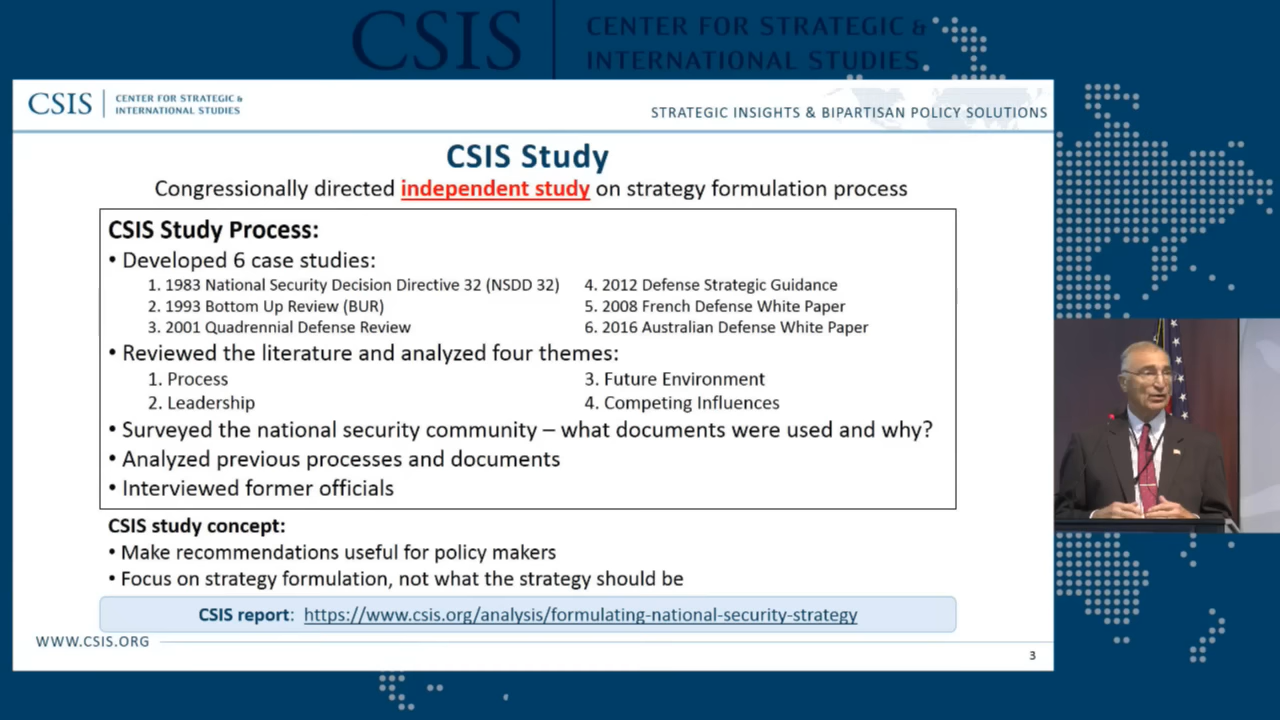 CSIS
CENTER FOR STRATEGIC &
INTERNATIONAL STUDIES
CSIS
CENTER FOR STRATEGIC &
INTERNATIONAL STUDIES
STRATEGIC INSIGHTS & BIPARTISAN POLICY SOLUTIONS
CSIS Study
Congressionally directed independent study on strategy formulation process
CSIS Study Process:
• Developed 6 case studies:
1. 1983 National Security Decision Directive 32 (NSDD 32)
2. 1993 Bottom Up Review (BUR)
3. 2001 Quadrennial Defense Review
4. 2012 Defense Strategic Guidance
5. 2008 French Defense White Paper
6. 2016 Australian Defense White Paper
• Reviewed the literature and analyzed four themes:
1. Process
2. Leadership
3. Future Environment
4. Competing Influences
• Surveyed the national security community – what documents were used and why?
• Analyzed previous processes and documents
• Interviewed former officials
CSIS study concept:
• Make recommendations useful for policy makers
• Focus on strategy formulation, not what the strategy should be
CSIS report: https://www.csis.org/analysis/formulating-national-security-strategy
WWW.CSIS.ORG
3